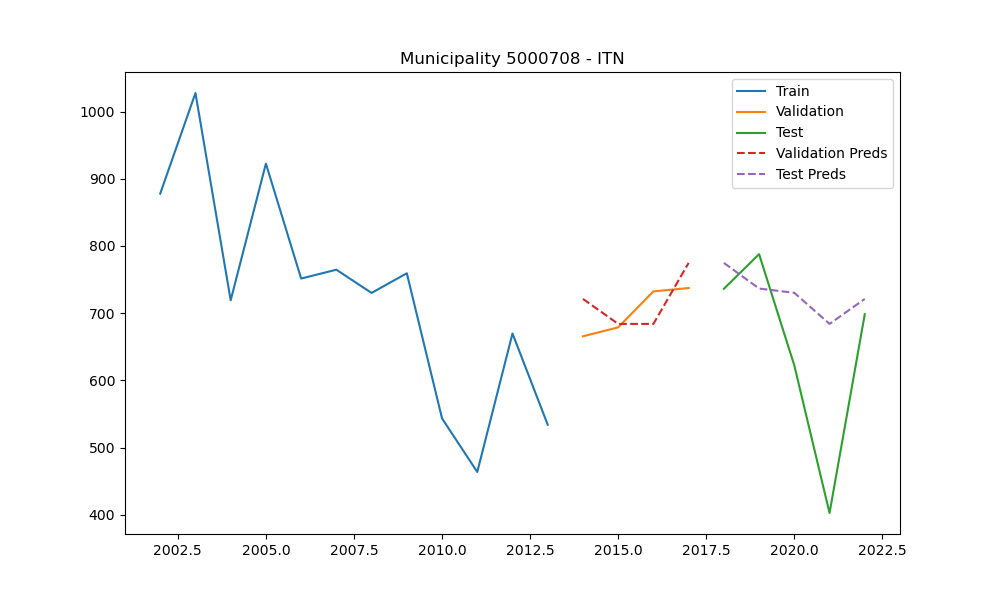 Municipality 5000708 - ITN
Train
Validation
Test
Validation Preds
Test Preds
1000
900
800
700
600
500
400
2002.5 2005.0 2007.5 2010.0 2012.5 2015.0 2017.5 2020.0 2022.5